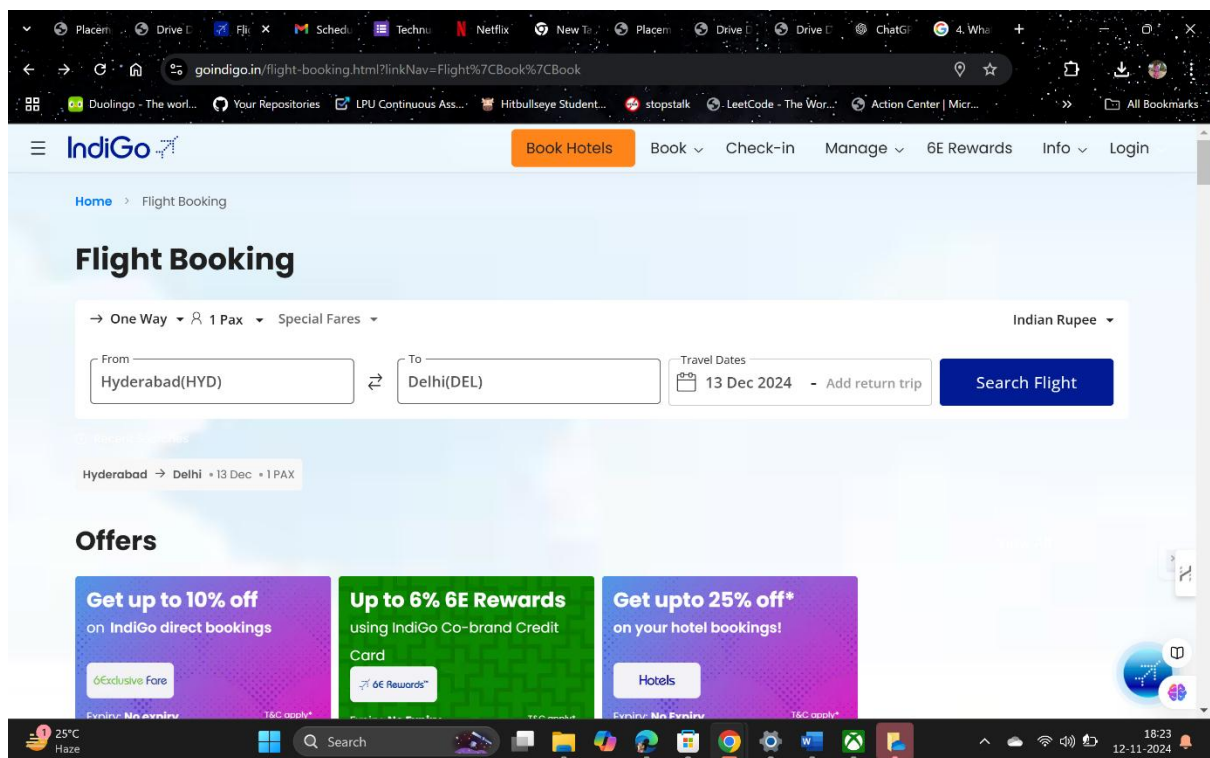 Placem
Drive D
Flig
Sched
Technu
Netflix
New Ta
Placem
Drive D
Drive D
ChatG
4. Wha
goindigo.in/flight-booking.html?linkNav=Flight%7CBook%7CBook
Duolingo - The worl...
Your Repositories
LPU Continuous Ass...
Hitbullseye Student...
stopstalk
LeetCode - The Wor...
Action Center | Micr...
All Bookmarks
IndiGo
Book Hotels
Book
Check-in
Manage
6E Rewards
Info
Login
Home > Flight Booking
Flight Booking
One Way
1 Pax
Special Fares
Indian Rupee
From
Hyderabad(HYD)
To
Delhi(DEL)
Travel Dates
13 Dec 2024 - Add return trip
Search Flight
Hyderabad → Delhi • 13 Dec • 1 PAX
Offers
Get up to 10% off
on IndiGo direct bookings
6Exclusive Fare
Expiry: No expiry
T&C apply*
Up to 6% 6E Rewards
using IndiGo Co-brand Credit
Card
6E Rewards™
T&C apply*
Get upto 25% off*
on your hotel bookings!
Hotels
Expiry: No Expiry
T&C apply*
1
25°C
Haze
Search
18:23
12-11-2024